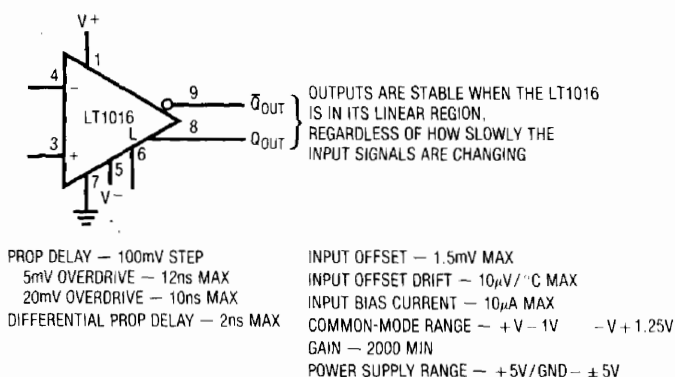 V+
1
4
−
9
Q̄OUT
LT1016
8
QOUT
L
3
+
6
5
7
V−
OUTPUTS ARE STABLE WHEN THE LT1016
IS IN ITS LINEAR REGION,
REGARDLESS OF HOW SLOWLY THE
INPUT SIGNALS ARE CHANGING
PROP DELAY — 100mV STEP
5mV OVERDRIVE — 12ns MAX
20mV OVERDRIVE — 10ns MAX
DIFFERENTIAL PROP DELAY — 2ns MAX
INPUT OFFSET — 1.5mV MAX
INPUT OFFSET DRIFT — 10μV/°C MAX
INPUT BIAS CURRENT — 10μA MAX
COMMON-MODE RANGE — +V − 1V −V + 1.25V
GAIN — 2000 MIN
POWER SUPPLY RANGE — +5V/GND − ±5V